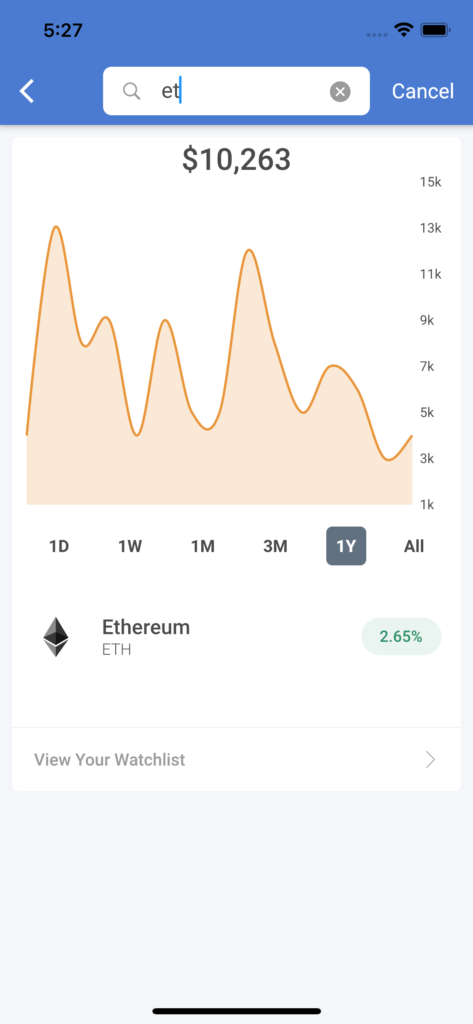 5:27
et
Cancel
$10,263
15k
13k
11k
9k
7k
5k
3k
1k
1D 1W 1M 3M 1Y All
Ethereum
2.65%
ETH
View Your Watchlist